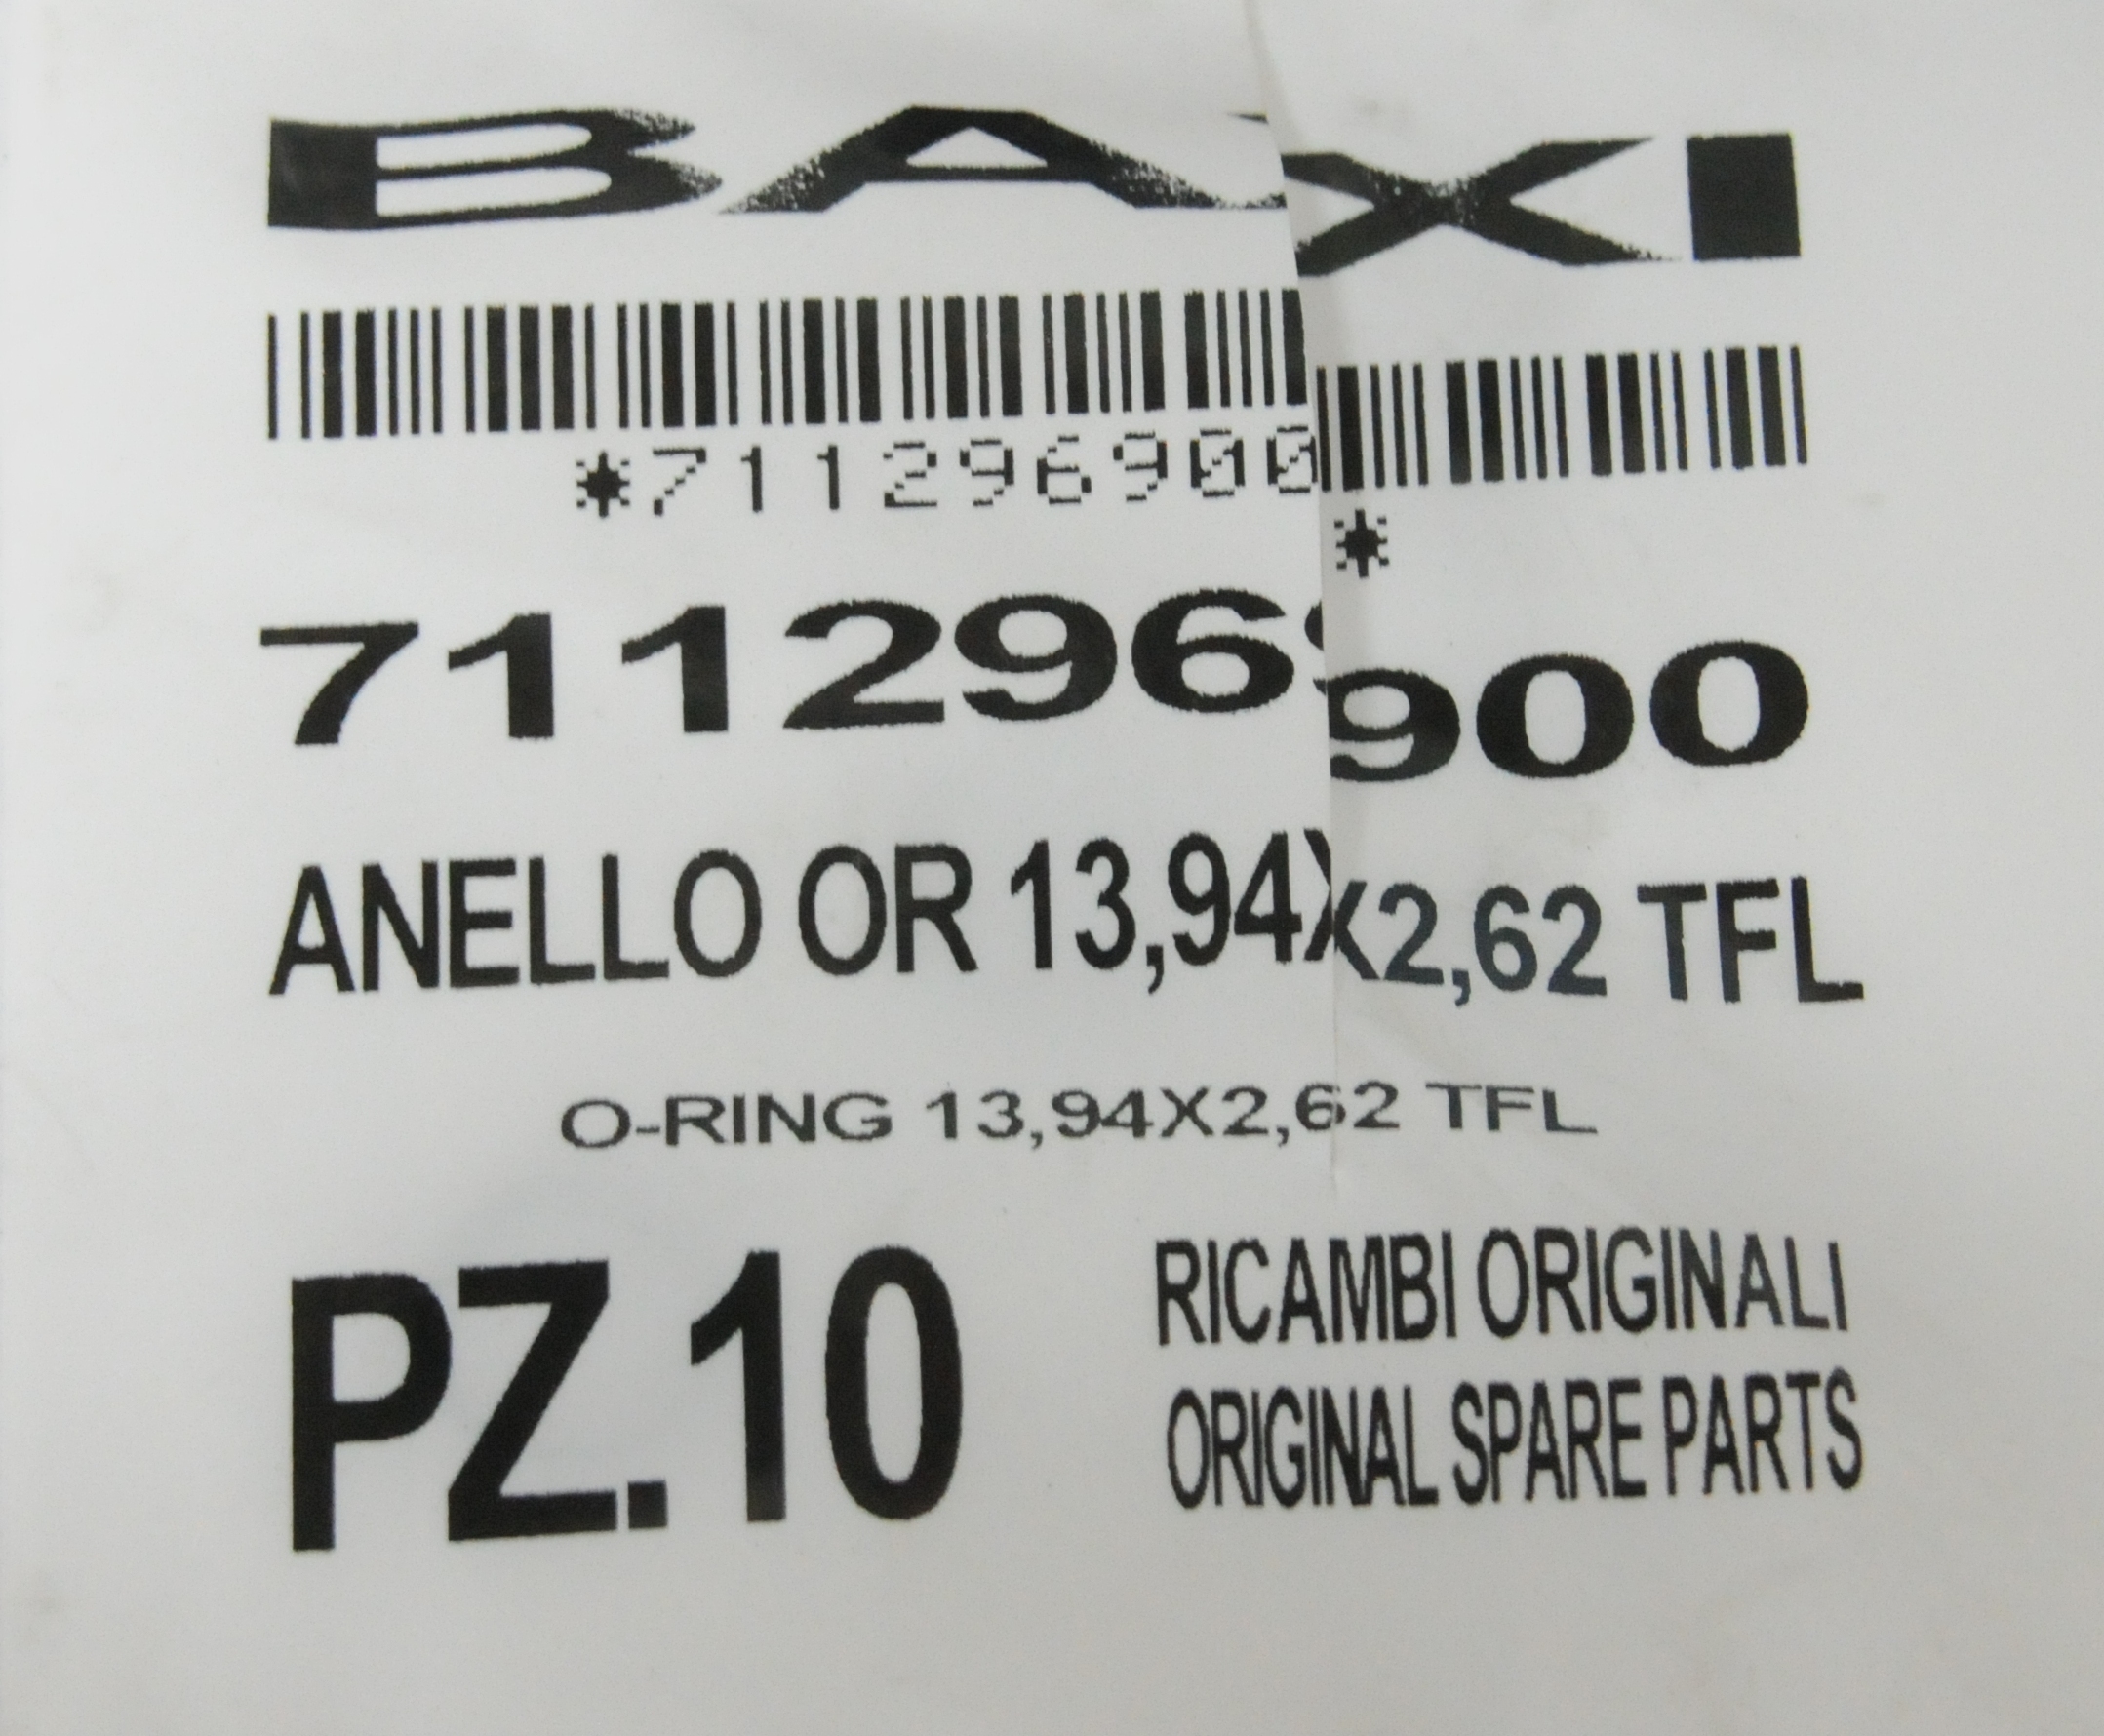 BAXI
*711296900*
711296900
ANELLO OR 13,94X2,62 TFL
O-RING 13,94X2,62 TFL
PZ.10
RICAMBI ORIGINALI
ORIGINAL SPARE PARTS